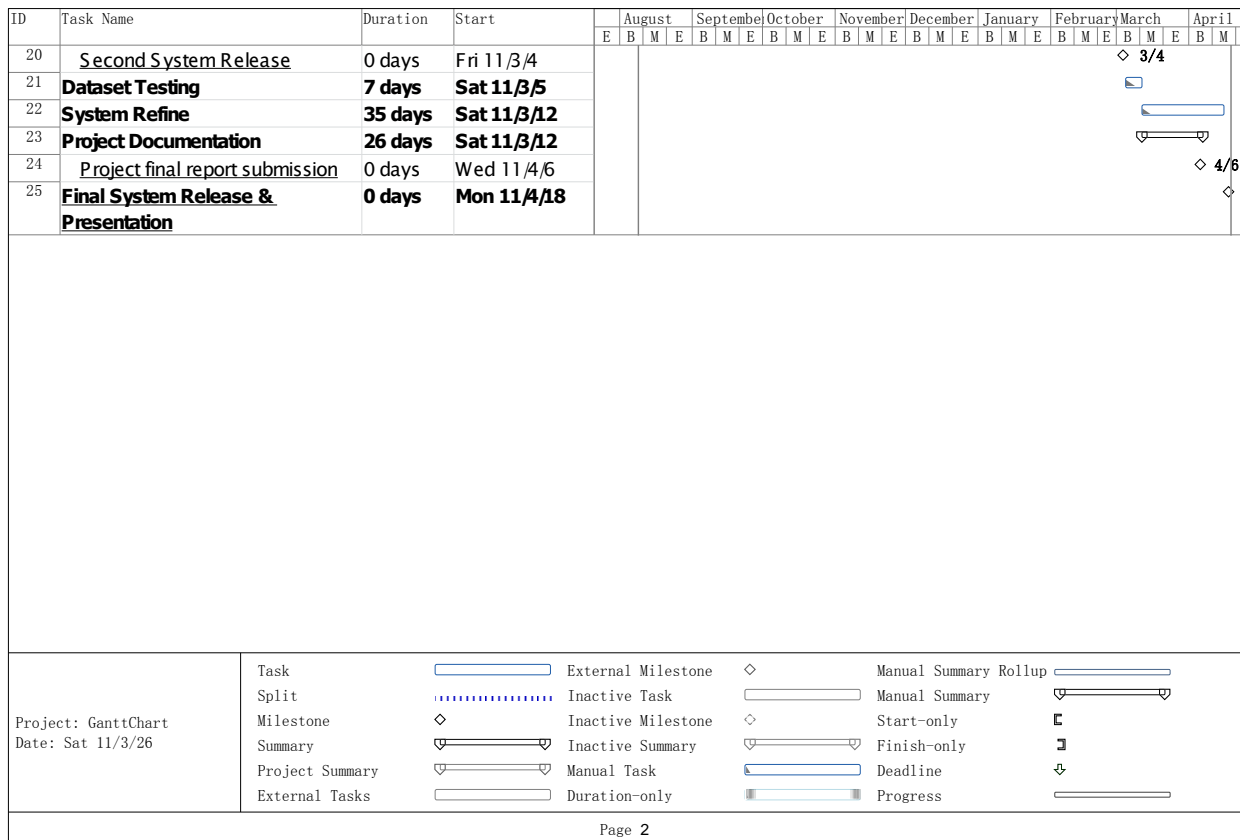 ID Task Name Duration Start August Septembe October November December January February March April
E B M E B M E B M E B M E B M E B M E B M E B M E B M
20 Second System Release 0 days Fri 11/3/4 3/4
21 Dataset Testing 7 days Sat 11/3/5
22 System Refine 35 days Sat 11/3/12
23 Project Documentation 26 days Sat 11/3/12
24 Project final report submission 0 days Wed 11/4/6 4/6
25 Final System Release & 0 days Mon 11/4/18
Presentation
Project: GanttChart
Date: Sat 11/3/26
Task External Milestone Manual Summary Rollup
Split Inactive Task Manual Summary
Milestone Inactive Milestone Start-only
Summary Inactive Summary Finish-only
Project Summary Manual Task Deadline
External Tasks Duration-only Progress
Page 2